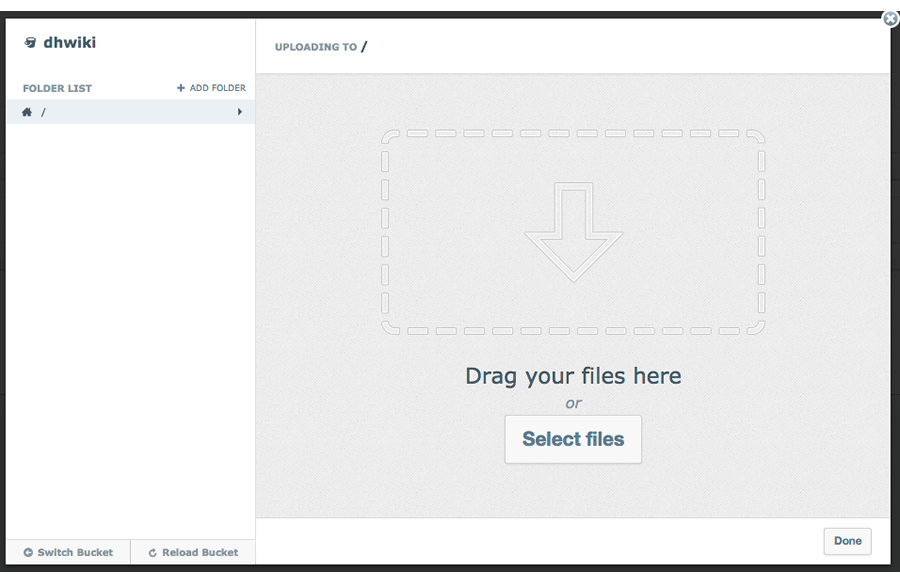 dhwiki
UPLOADING TO /
FOLDER LIST
+ ADD FOLDER
/
Drag your files here
or
Select files
Switch Bucket
Reload Bucket
Done